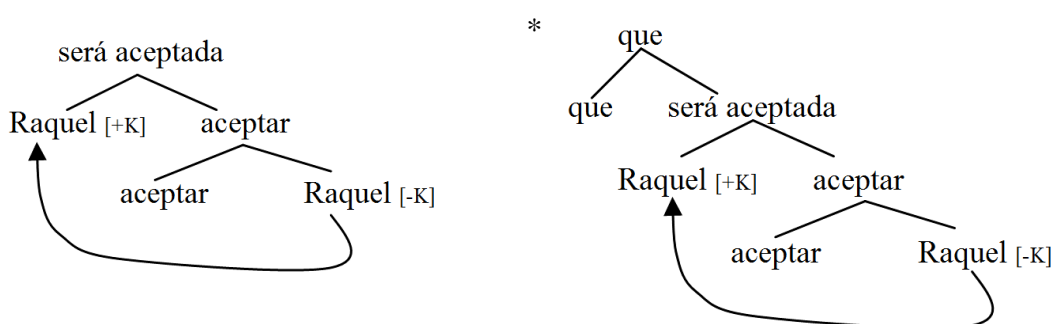 será aceptada
Raquel [+K] aceptar
aceptar Raquel [-K]
*
que
que será aceptada
Raquel [+K] aceptar
aceptar Raquel [-K]